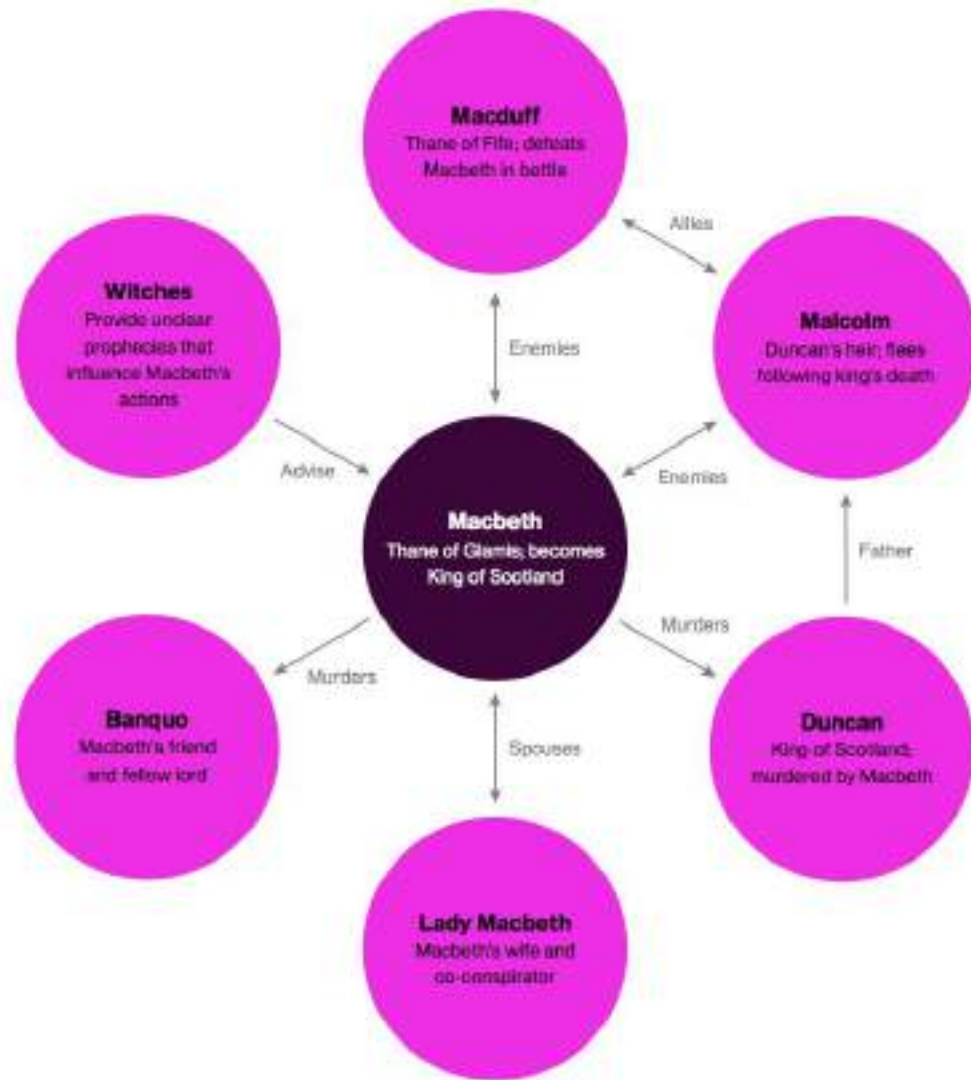 Macduff
Thane of Fife; defeats
Macbeth in battle
Allies
Witches
Provide unclear
prophecies that
influence Macbeth's
actions
Enemies
Malcolm
Duncan's heir; flees
following king's death
Advise
Enemies
Macbeth
Thane of Glamis; becomes
King of Scotland
Father
Murders
Murders
Banquo
Macbeth's friend
and fellow lord
Spouses
Duncan
King of Scotland;
murdered by Macbeth
Lady Macbeth
Macbeth's wife and
co-conspirator